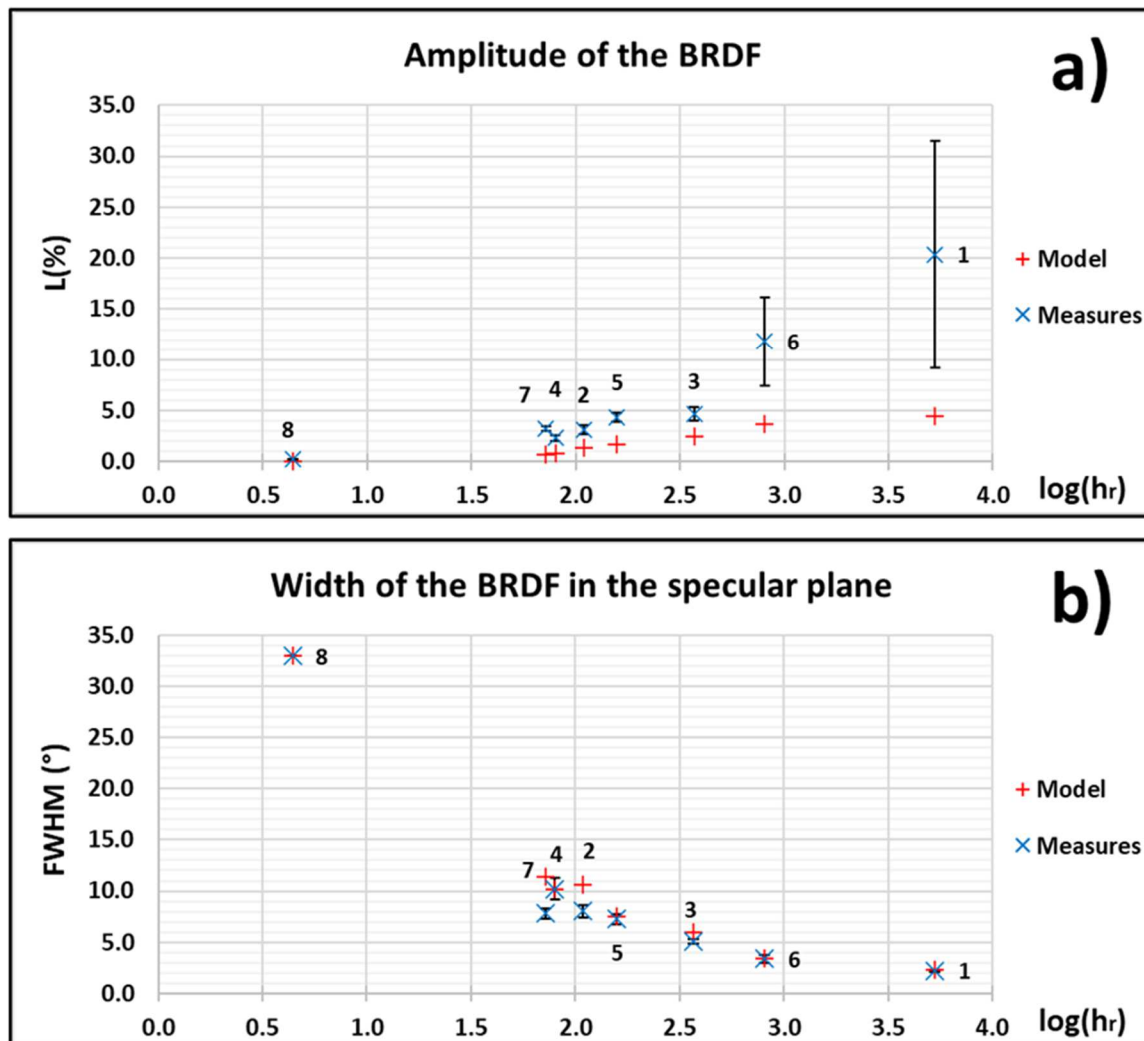 Amplitude of the BRDF
a)
35.0
30.0
25.0
20.0
15.0
10.0
5.0
0.0
L(%)
8
7
4
2
5
3
6
1
+ Model
× Measures
0.0 0.5 1.0 1.5 2.0 2.5 3.0 3.5 4.0 log(hr)
Width of the BRDF in the specular plane
b)
35.0
30.0
25.0
20.0
15.0
10.0
5.0
0.0
FWHM (°)
8
7
4
2
5
3
6
1
+ Model
× Measures
0.0 0.5 1.0 1.5 2.0 2.5 3.0 3.5 4.0 log(hr)